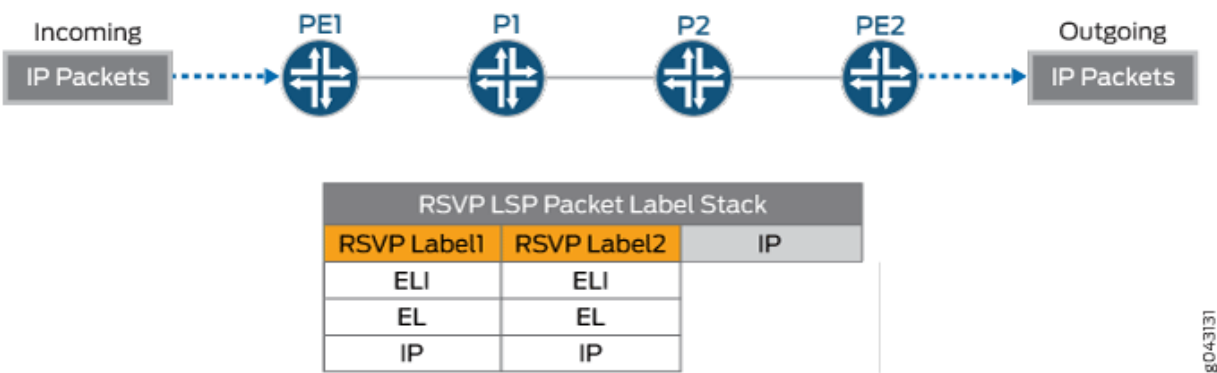 Incoming
IP Packets
PE1
P1
P2
PE2
Outgoing
IP Packets
RSVP LSP Packet Label Stack
RSVP Label1 RSVP Label2 IP
ELI ELI
EL EL
IP IP
g043131